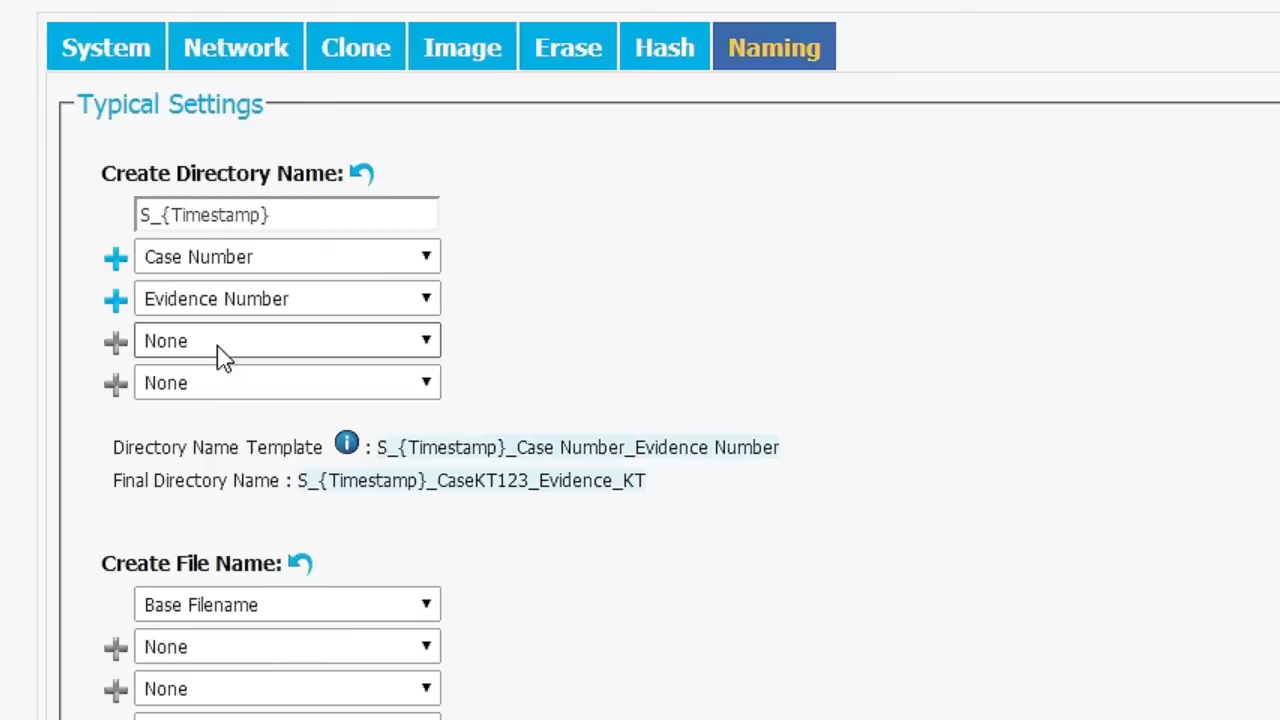 System Network Clone Image Erase Hash Naming
Typical Settings
Create Directory Name:
S_{Timestamp}
Case Number
Evidence Number
None
None
Directory Name Template : S_{Timestamp}_Case Number_Evidence Number
Final Directory Name : S_{Timestamp}_CaseKT123_Evidence_KT
Create File Name:
Base Filename
None
None